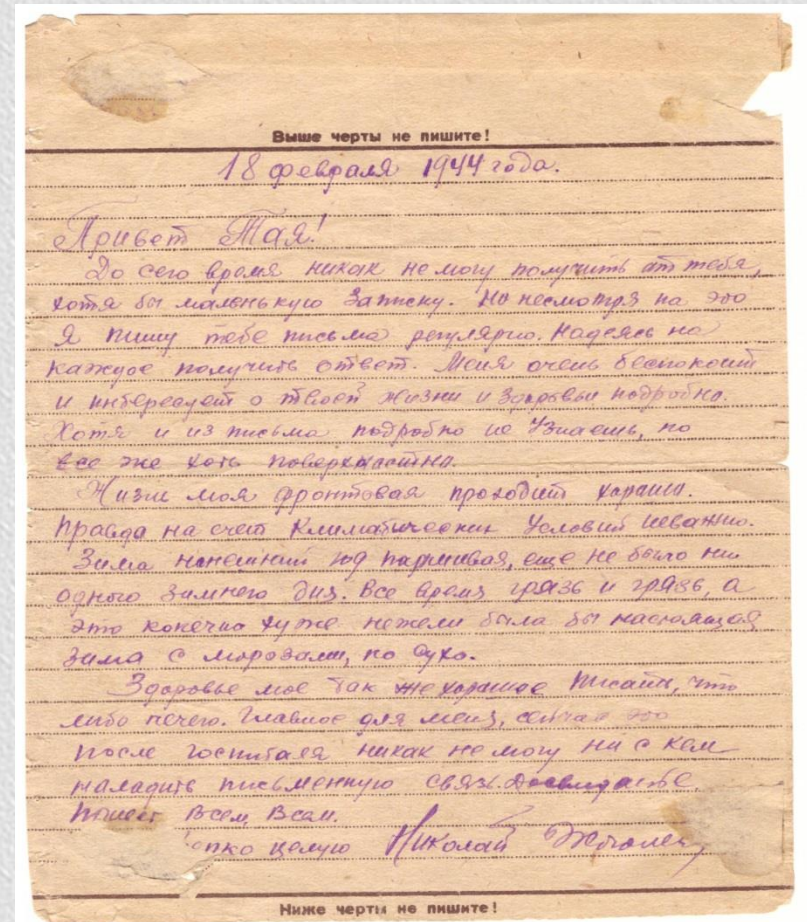 Выше черты не пишите!
18 февраля 1944 года.
Привет Тая!
До сего время никак не могу получить от тебя,
хотя бы маленькую записку. Но несмотря на это
Я пишу тебе письма регулярно. Надеясь на
каждое получить ответ. Меня очень беспокоит
и интересует о твоей жизни и здоровьи подробно.
Хотя и из письма подробно не узнаешь, но
все же хоть поверхностно.
Жизнь моя фронтовая проходит хорошо.
Правда на счет Климатических Условий неважно.
Зима нонешний год паршивая, еще не было ни
одного зимнего дня. Все время грязь и грязь, а
это конечно хуже нежели была бы настоящая
зима с морозами, но сухо.
Здоровье мое так же хорошее Писать, что
либо нечего. Главное для меня, сейчас это
после госпиталя никак не могу ни с кем
наладить письменную связь. Досвидание
Привет Всем, Всем.
целую Николай
Ниже черты не пишите!